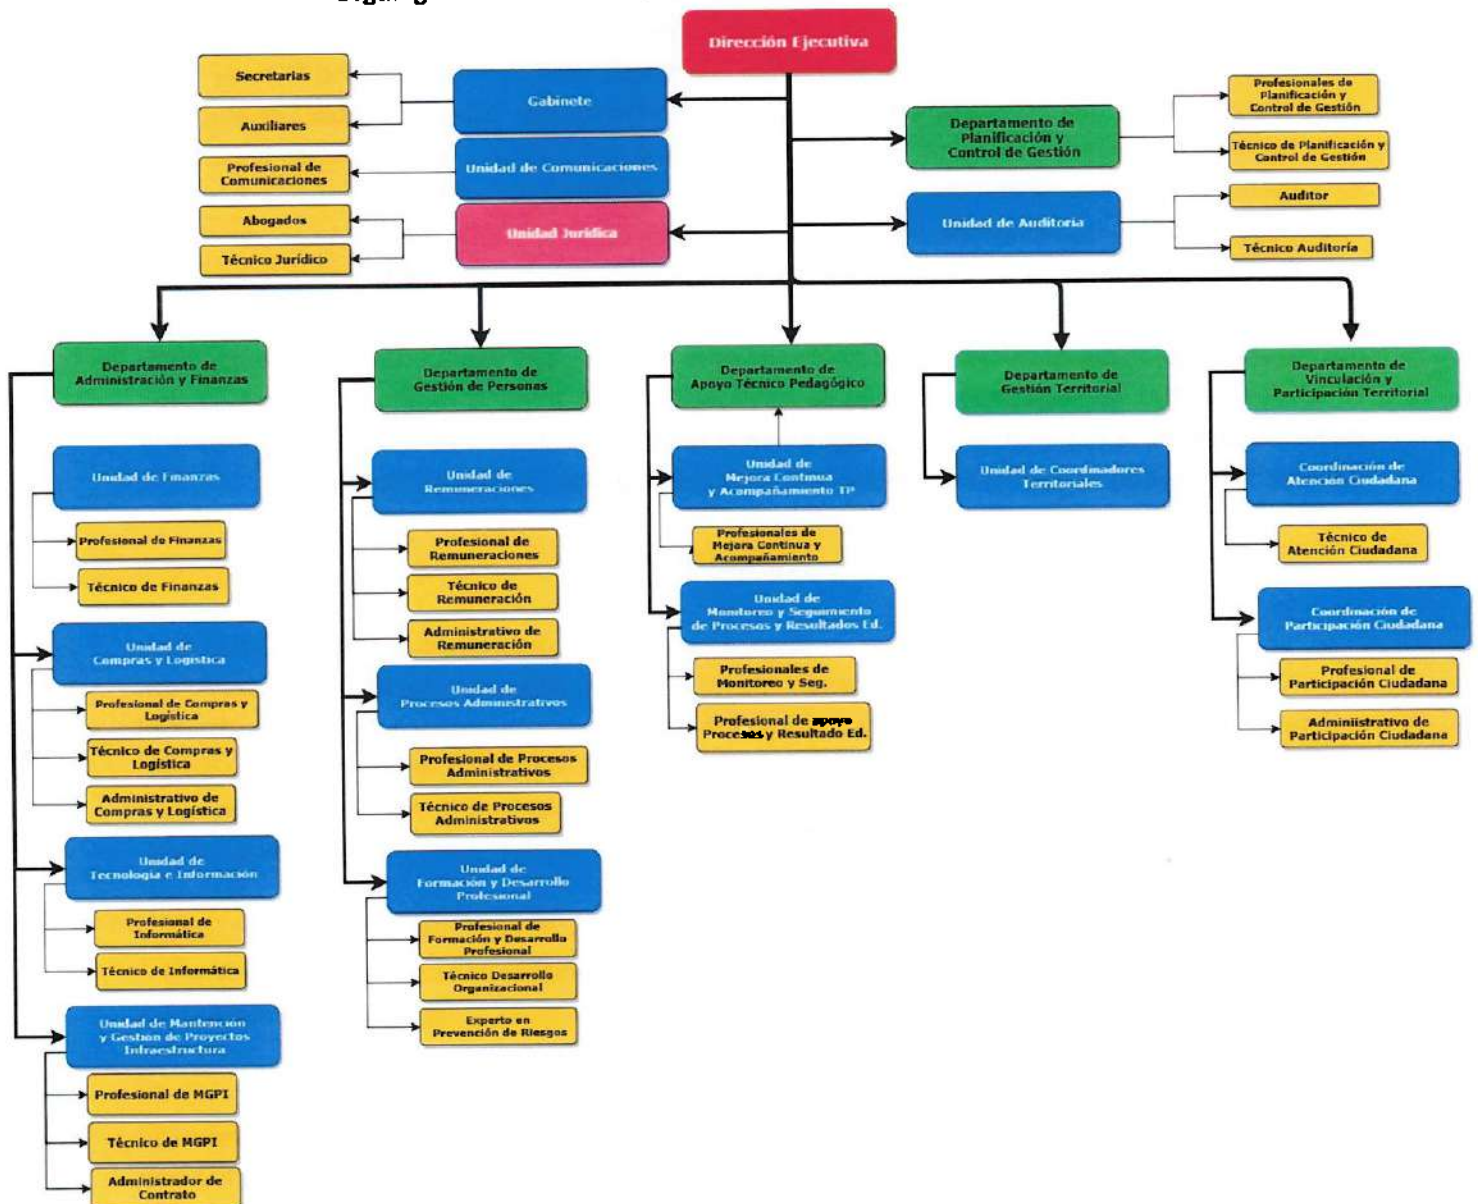 Dirección Ejecutiva
Secretarias
Auxiliares
Gabinete
Profesional de
Comunicaciones
Unidad de Comunicaciones
Abogados
Técnico Jurídico
Unidad Jurídica
Departamento de
Planificación y
Control de Gestión
Profesionales de
Planificación y
Control de Gestión
Técnico de Planificación y
Control de Gestión
Unidad de Auditoría
Auditor
Técnico Auditoría
Departamento de
Administración y Finanzas
Unidad de Finanzas
Profesional de Finanzas
Técnico de Finanzas
Unidad de
Compras y Logística
Profesional de Compras y
Logística
Técnico de Compras y
Logística
Administrativo de
Compras y Logística
Unidad de
Tecnología e Información
Profesional de
Informática
Técnico de Informática
Unidad de Mantención
y Gestión de Proyectos
Infraestructura
Profesional de MGPI
Técnico de MGPI
Administrador de
Contrato
Departamento de
Gestión de Personas
Unidad de
Remuneraciones
Profesional de
Remuneraciones
Técnico de
Remuneración
Administrativo de
Remuneración
Unidad de
Procesos Administrativos
Profesional de Procesos
Administrativos
Técnico de Procesos
Administrativos
Unidad de
Formación y Desarrollo
Profesional
Profesional de
Formación y Desarrollo
Profesional
Técnico Desarrollo
Organizacional
Experto en
Prevención de Riesgos
Departamento de
Apoyo Técnico Pedagógico
Unidad de
Mejora Continua
y Acompañamiento TP
Profesionales de
Mejora Continua y
Acompañamiento
Unidad de
Monitoreo y Seguimiento
de Procesos y Resultados Ed.
Profesionales de
Monitoreo y Seg.
Profesional de apoyo
Procesos y Resultado Ed.
Departamento de
Gestión Territorial
Unidad de Coordinadores
Territoriales
Departamento de
Vinculación y
Participación Territorial
Coordinación de
Atención Ciudadana
Técnico de
Atención Ciudadana
Coordinación de
Participación Ciudadana
Profesional de
Participación Ciudadana
Adminiistrativo de
Participación Ciudadana